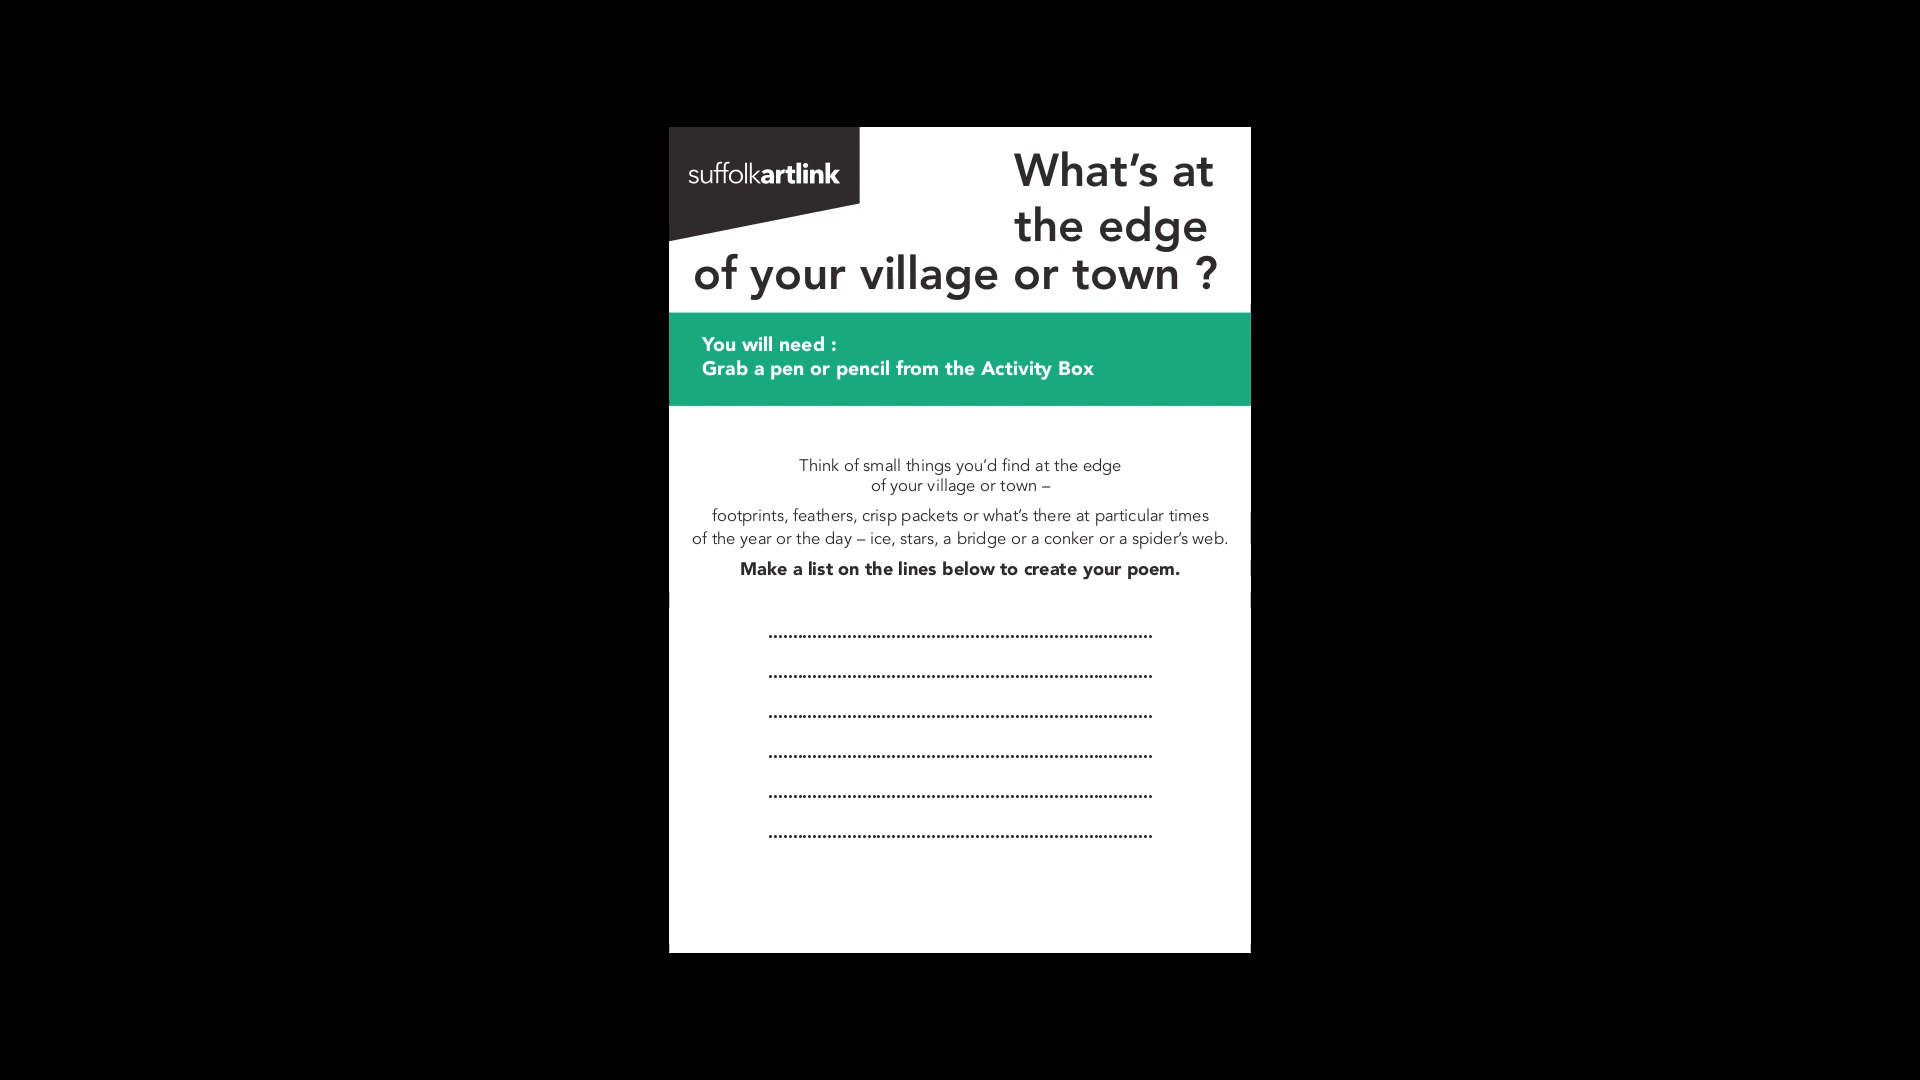 suffolkartlink
What’s at
the edge
of your village or town ?
You will need :
Grab a pen or pencil from the Activity Box
Think of small things you’d find at the edge
of your village or town –
footprints, feathers, crisp packets or what’s there at particular times
of the year or the day – ice, stars, a bridge or a conker or a spider’s web.
Make a list on the lines below to create your poem.